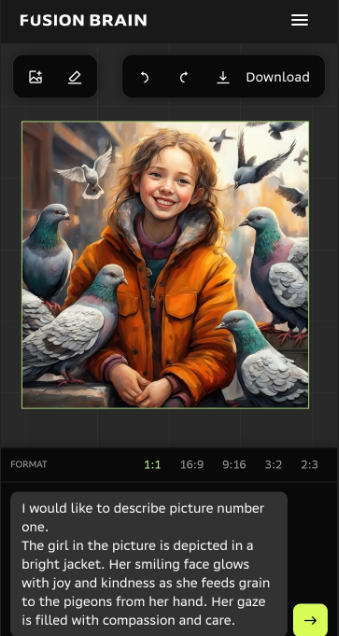 FUSION BRAIN
Download
FORMAT 1:1 16:9 9:16 3:2 2:3
I would like to describe picture number
one.
The girl in the picture is depicted in a
bright jacket. Her smiling face glows
with joy and kindness as she feeds grain
to the pigeons from her hand. Her gaze
is filled with compassion and care.